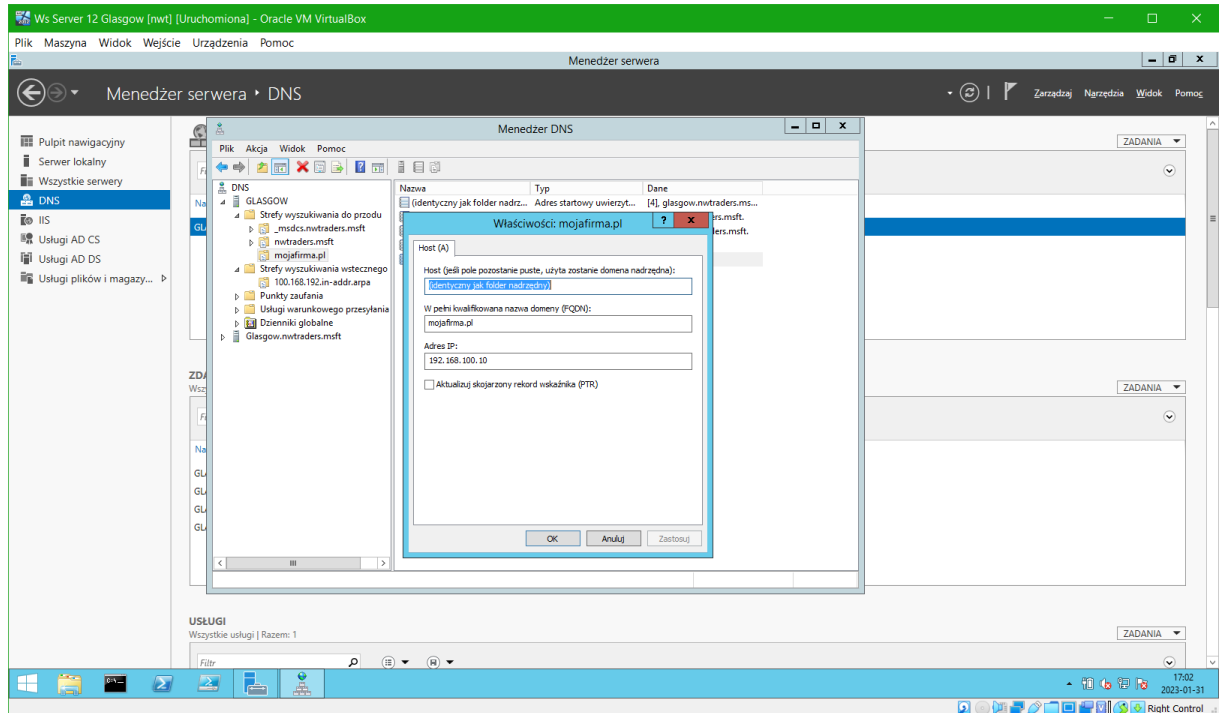 Ws Server 12 Glasgow [nwt] [Uruchomiona] - Oracle VM VirtualBox
Plik Maszyna Widok Wejście Urządzenia Pomoc
Menedżer serwera
Menedżer serwera • DNS
Zarządzaj Narzędzia Widok Pomoc
Pulpit nawigacyjny
Serwer lokalny
Wszystkie serwery
DNS
IIS
Usługi AD CS
Usługi AD DS
Usługi plików i magazy...
ZADANIA
Menedżer DNS
Plik Akcja Widok Pomoc
DNS
GLASGOW
Strefy wyszukiwania do przodu
_msdcs.nwtraders.msft
nwtraders.msft
mojafirma.pl
Strefy wyszukiwania wstecznego
100.168.192.in-addr.arpa
Punkty zaufania
Usługi warunkowego przesyłania
Dzienniki globalne
Glasgow.nwtraders.msft
Nazwa Typ Dane
(identyczny jak folder nadrz... Adres startowy uwierzyt... [4], glasgow.nwtraders.ms...
Właściwości: mojafirma.pl
Host (A)
Host (jeśli pole pozostanie puste, użyta zostanie domena nadrzędna):
(identyczny jak folder nadrzędny)
W pełni kwalifikowana nazwa domeny (FQDN):
mojafirma.pl
Adres IP:
192.168.100.10
Aktualizuj skojarzony rekord wskaźnika (PTR)
OK Anuluj Zastosuj
ZADANIA
USŁUGI
Wszystkie usługi | Razem: 1
ZADANIA
Filtr
17:02
2023-01-31
Right Control